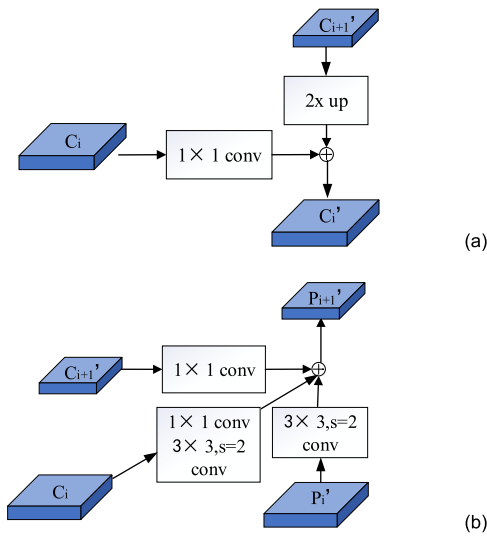 Ci+1’
2x up
Ci
1× 1 conv
Ci’
(a)
Pi+1’
Ci+1’
1× 1 conv
1× 1 conv
3× 3,s=2
conv
3× 3,s=2
conv
Ci
Pi’
(b)